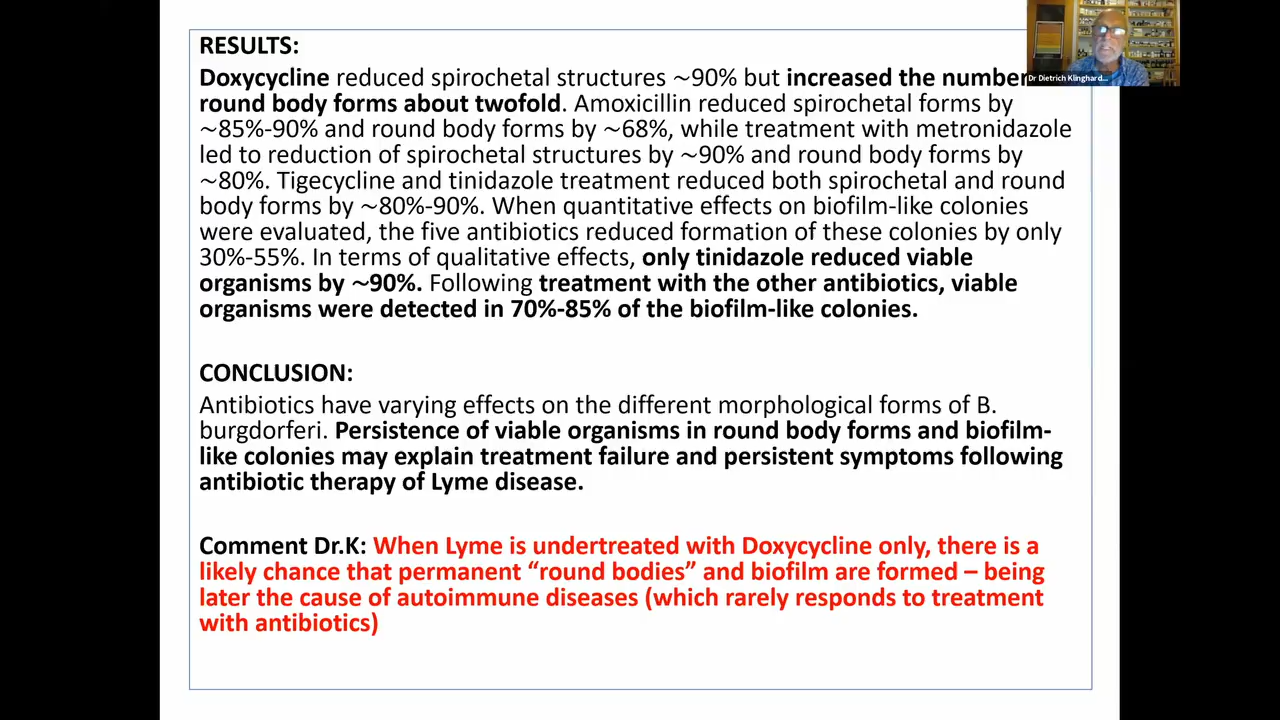 RESULTS:
Doxycycline reduced spirochetal structures ~90% but increased the number
round body forms about twofold. Amoxicillin reduced spirochetal forms by
~85%-90% and round body forms by ~68%, while treatment with metronidazole
led to reduction of spirochetal structures by ~90% and round body forms by
~80%. Tigecycline and tinidazole treatment reduced both spirochetal and round
body forms by ~80%-90%. When quantitative effects on biofilm-like colonies
were evaluated, the five antibiotics reduced formation of these colonies by only
30%-55%. In terms of qualitative effects, only tinidazole reduced viable
organisms by ~90%. Following treatment with the other antibiotics, viable
organisms were detected in 70%-85% of the biofilm-like colonies.
CONCLUSION:
Antibiotics have varying effects on the different morphological forms of B.
burgdorferi. Persistence of viable organisms in round body forms and biofilm-
like colonies may explain treatment failure and persistent symptoms following
antibiotic therapy of Lyme disease.
Comment Dr.K: When Lyme is undertreated with Doxycycline only, there is a
likely chance that permanent “round bodies” and biofilm are formed – being
later the cause of autoimmune diseases (which rarely responds to treatment
with antibiotics)
Dr Dietrich Klinghard...